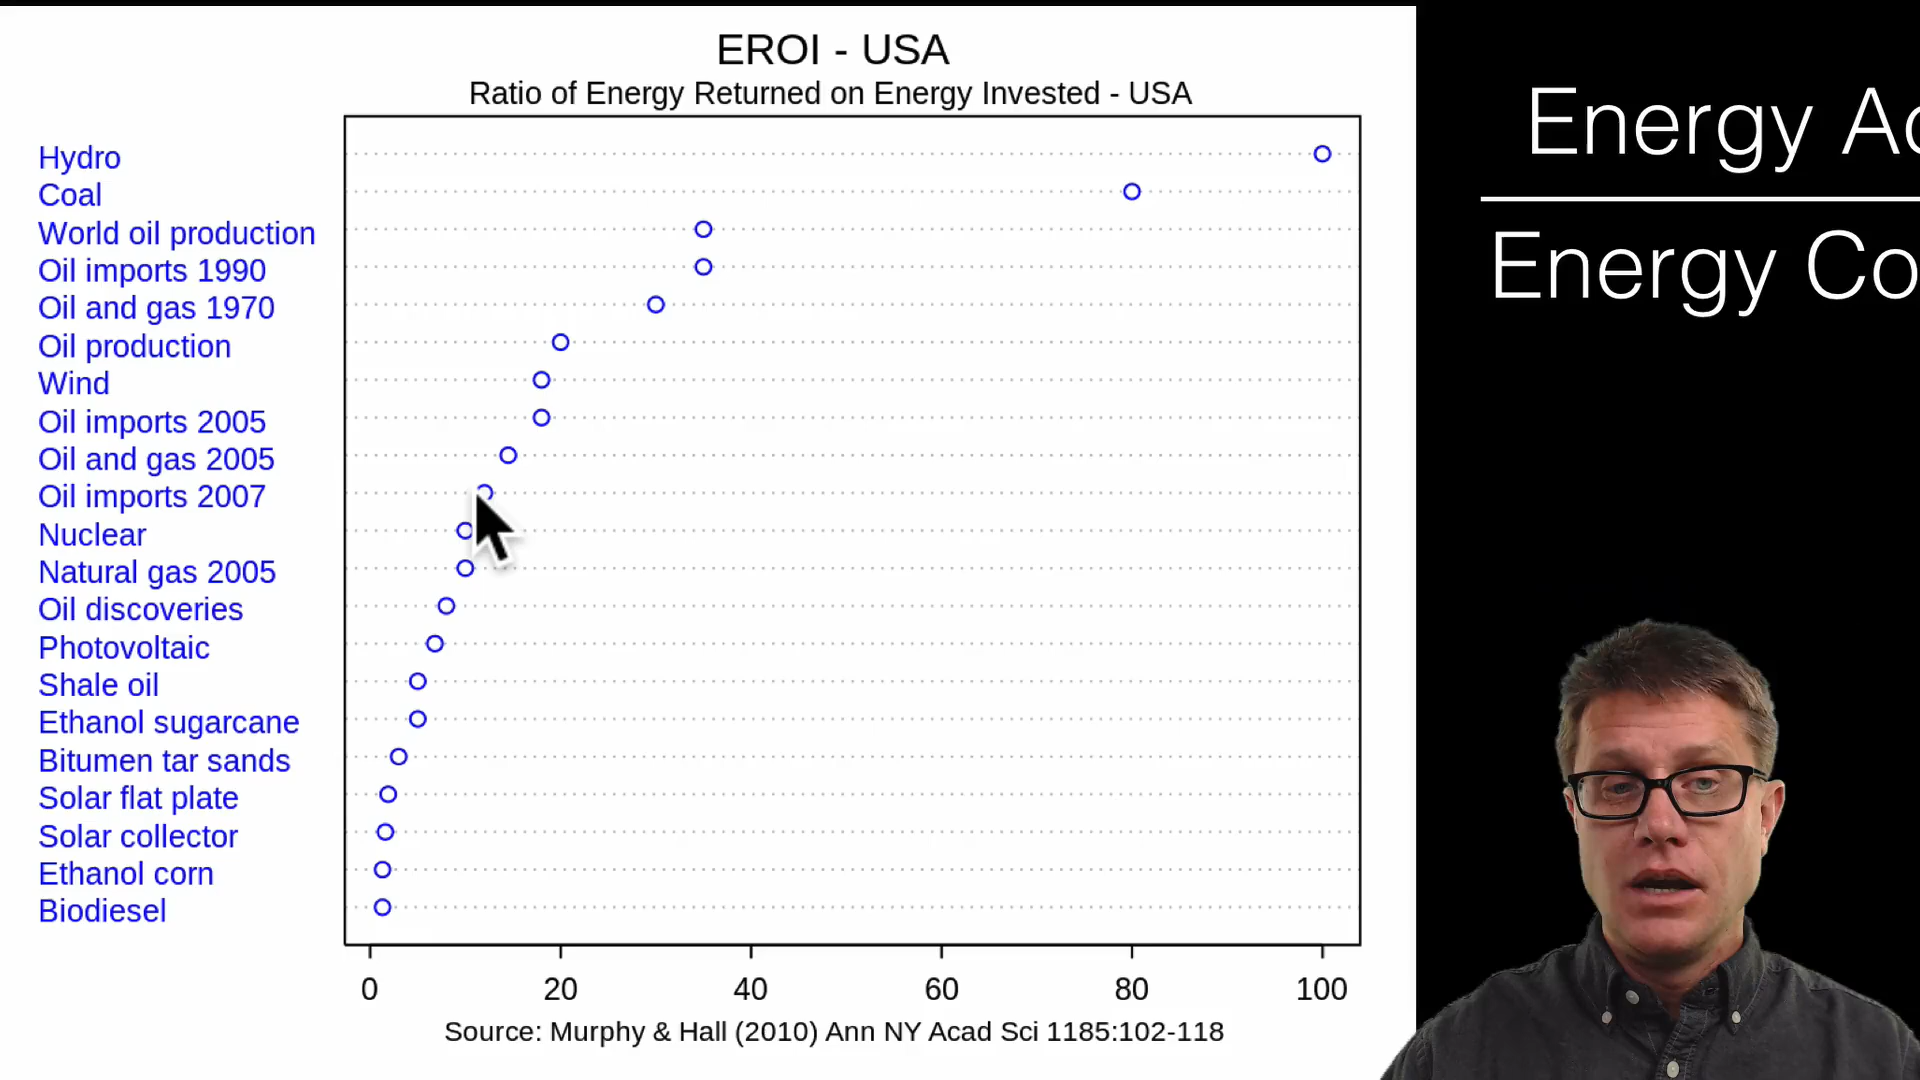 EROI - USA
Ratio of Energy Returned on Energy Invested - USA
Hydro
Coal
World oil production
Oil imports 1990
Oil and gas 1970
Oil production
Wind
Oil imports 2005
Oil and gas 2005
Oil imports 2007
Nuclear
Natural gas 2005
Oil discoveries
Photovoltaic
Shale oil
Ethanol sugarcane
Bitumen tar sands
Solar flat plate
Solar collector
Ethanol corn
Biodiesel
0 20 40 60 80 100
Source: Murphy & Hall (2010) Ann NY Acad Sci 1185:102-118
Energy
Energy